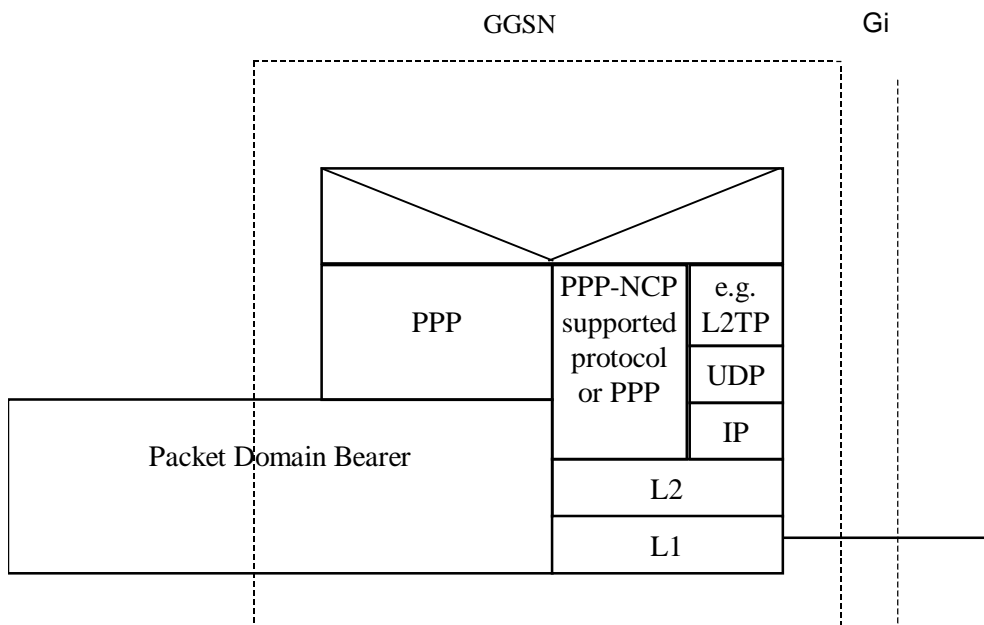 GGSN
Gi
PPP
PPP-NCP
supported
protocol
or PPP
e.g.
L2TP
UDP
IP
Packet Domain Bearer
L2
L1